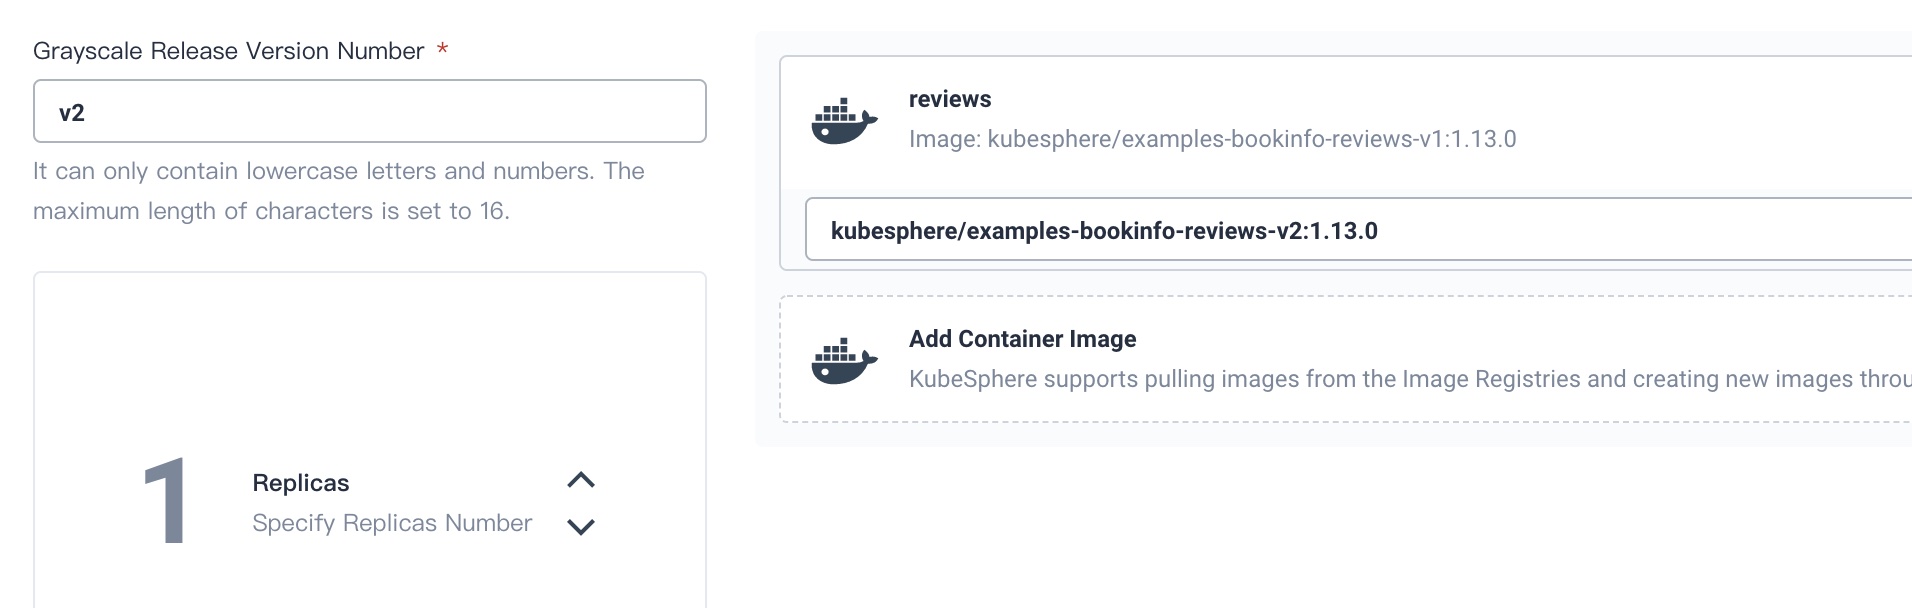 Grayscale Release Version Number *
v2
It can only contain lowercase letters and numbers. The
maximum length of characters is set to 16.
1
Replicas
Specify Replicas Number
reviews
Image: kubesphere/examples-bookinfo-reviews-v1:1.13.0
kubesphere/examples-bookinfo-reviews-v2:1.13.0
Add Container Image
KubeSphere supports pulling images from the Image Registries and creating new images